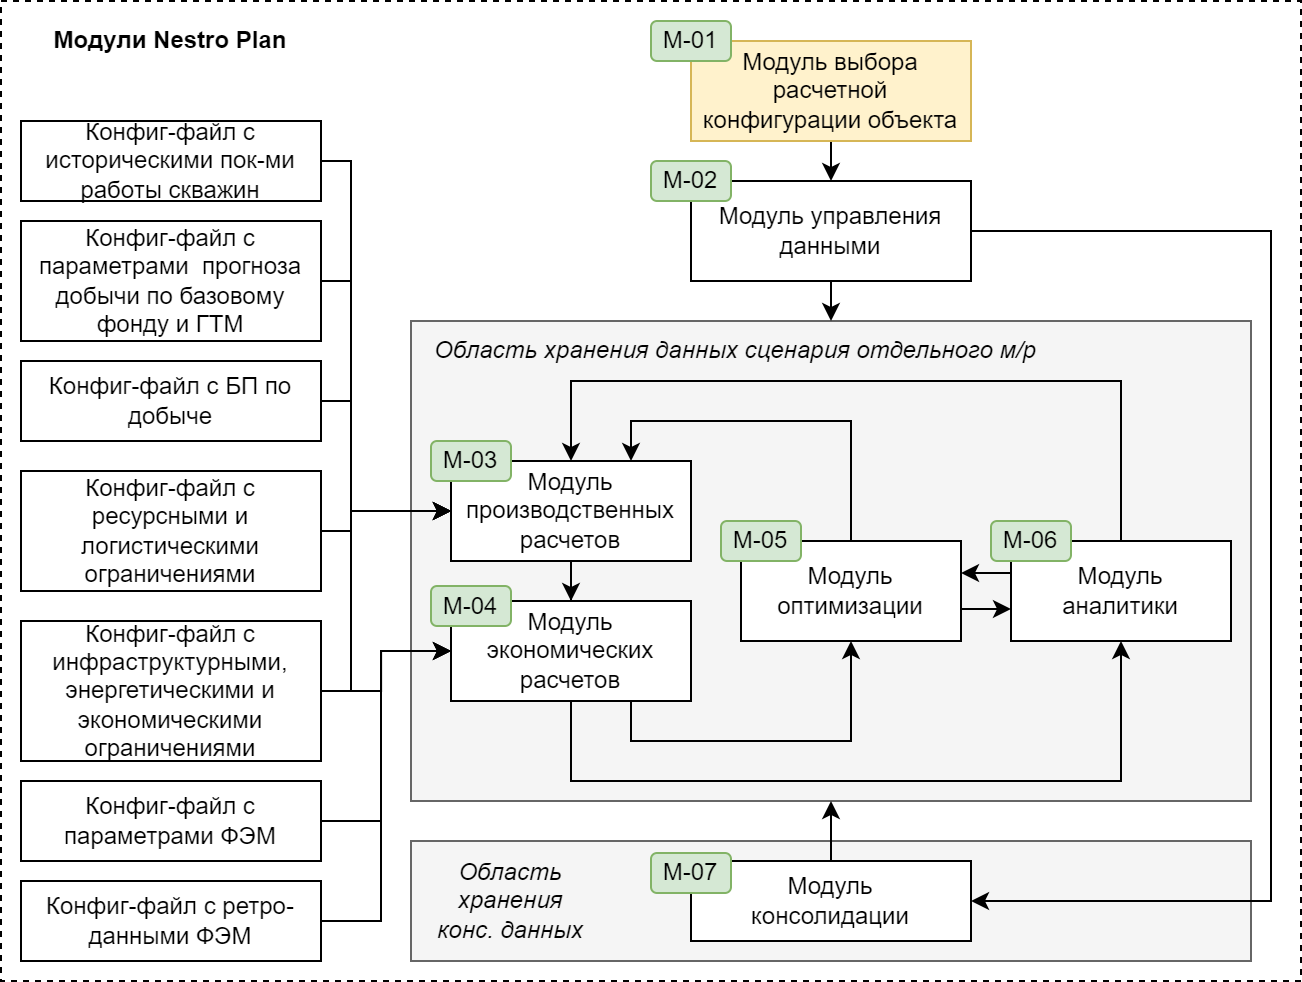 Модули Nestro Plan
M-01
Модуль выбора
расчетной
конфигурации объекта
M-02
Модуль управления
данными
Конфиг-файл с
историческими пок-ми
работы скважин
Конфиг-файл с
параметрами прогноза
добычи по базовому
фонду и ГТМ
Конфиг-файл с БП по
добыче
Конфиг-файл с
ресурсными и
логистическими
ограничениями
Конфиг-файл с
инфраструктурными,
энергетическими и
экономическими
ограничениями
Конфиг-файл с
параметрами ФЭМ
Конфиг-файл с ретро-
данными ФЭМ
Область хранения данных сценария отдельного м/р
M-03
Модуль
производственных
расчетов
M-04
Модуль
экономических
расчетов
M-05
Модуль
оптимизации
M-06
Модуль
аналитики
Область
хранения
конс. данных
M-07
Модуль
консолидации